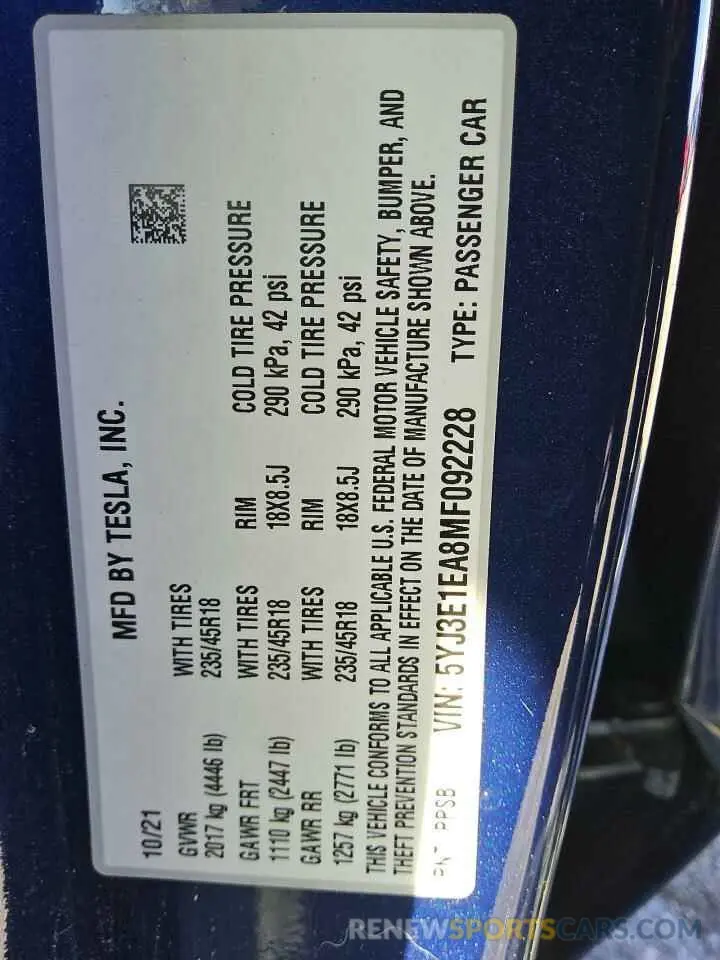 MFD BY TESLA, INC.
10/21
GVWR WITH TIRES
2017 kg (4446 lb) 235/45R18
GAWR FRT WITH TIRES RIM COLD TIRE PRESSURE
1110 kg (2447 lb) 235/45R18 18X8.5J 290 kPa, 42 psi
GAWR RR WITH TIRES RIM COLD TIRE PRESSURE
1257 kg (2771 lb) 235/45R18 18X8.5J 290 kPa, 42 psi
THIS VEHICLE CONFORMS TO ALL APPLICABLE U.S. FEDERAL MOTOR VEHICLE SAFETY, BUMPER, AND
THEFT PREVENTION STANDARDS IN EFFECT ON THE DATE OF MANUFACTURE SHOWN ABOVE.
PNT: PPSB VIN: 5YJ3E1EA8MF092228 TYPE: PASSENGER CAR
RENEWSPORTSCARS.COM